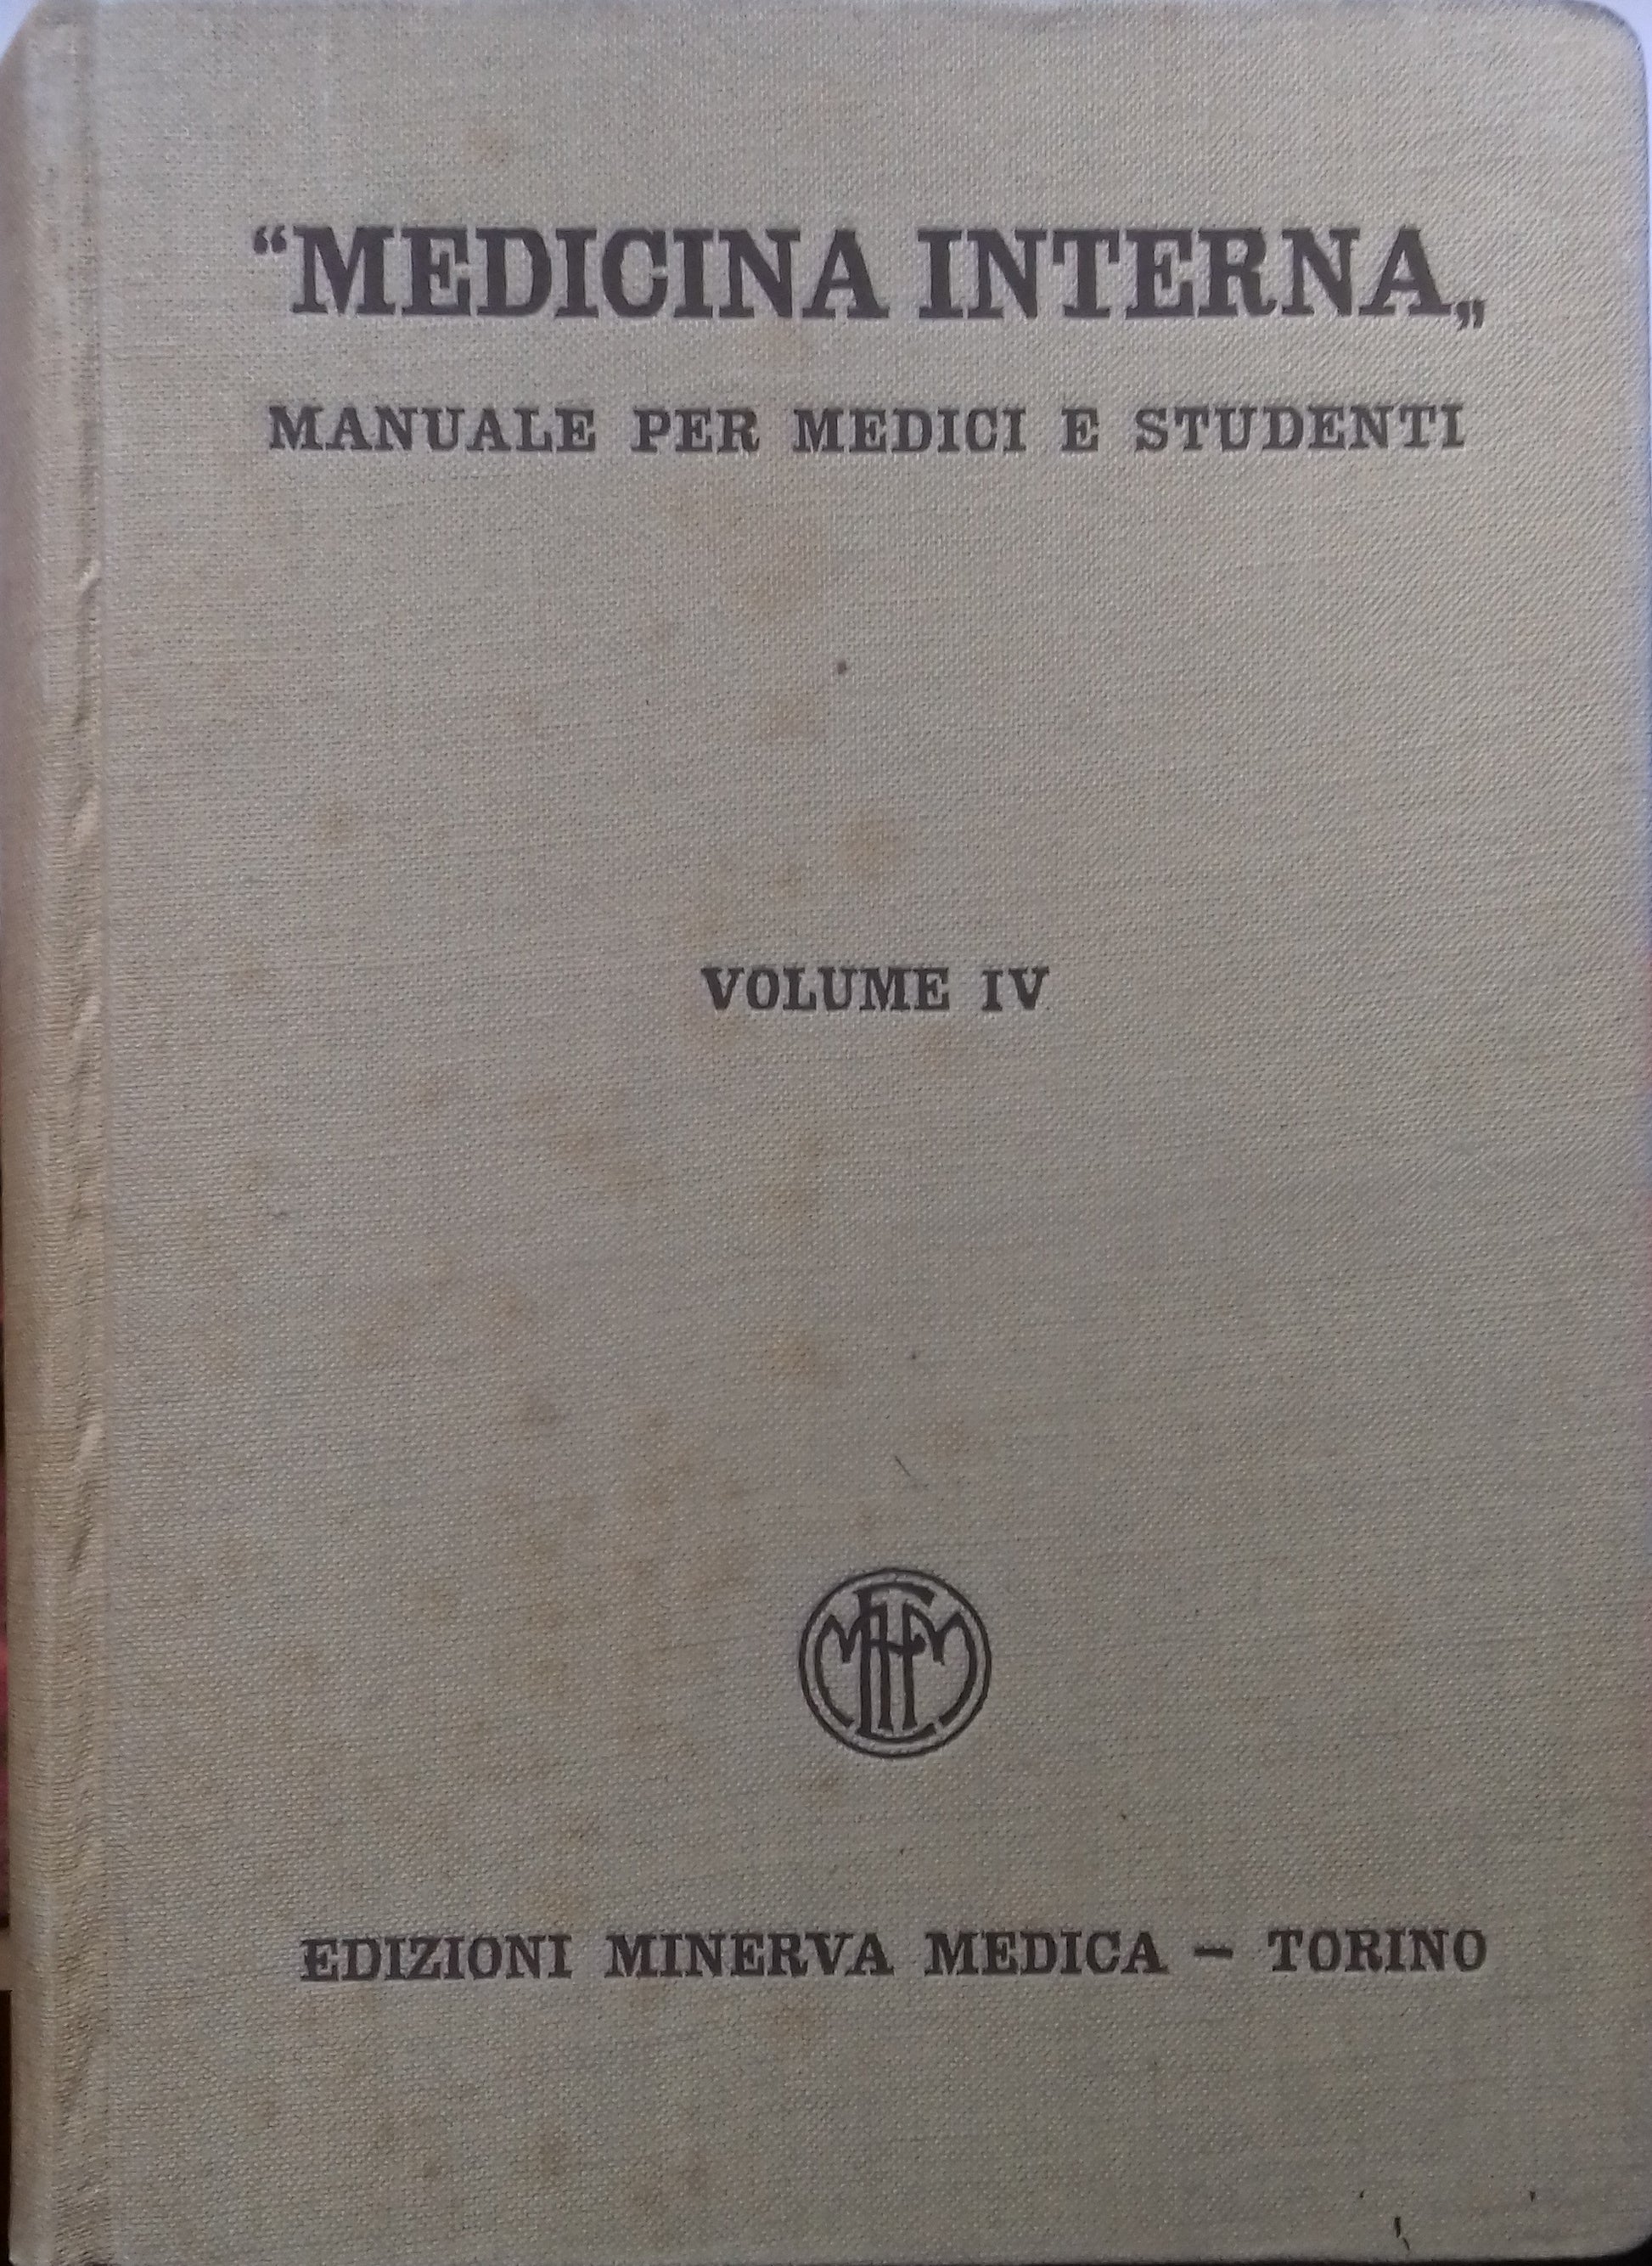 “MEDICINA INTERNA„
MANUALE PER MEDICI E STUDENTI
VOLUME IV
EDIZIONI MINERVA MEDICA — TORINO